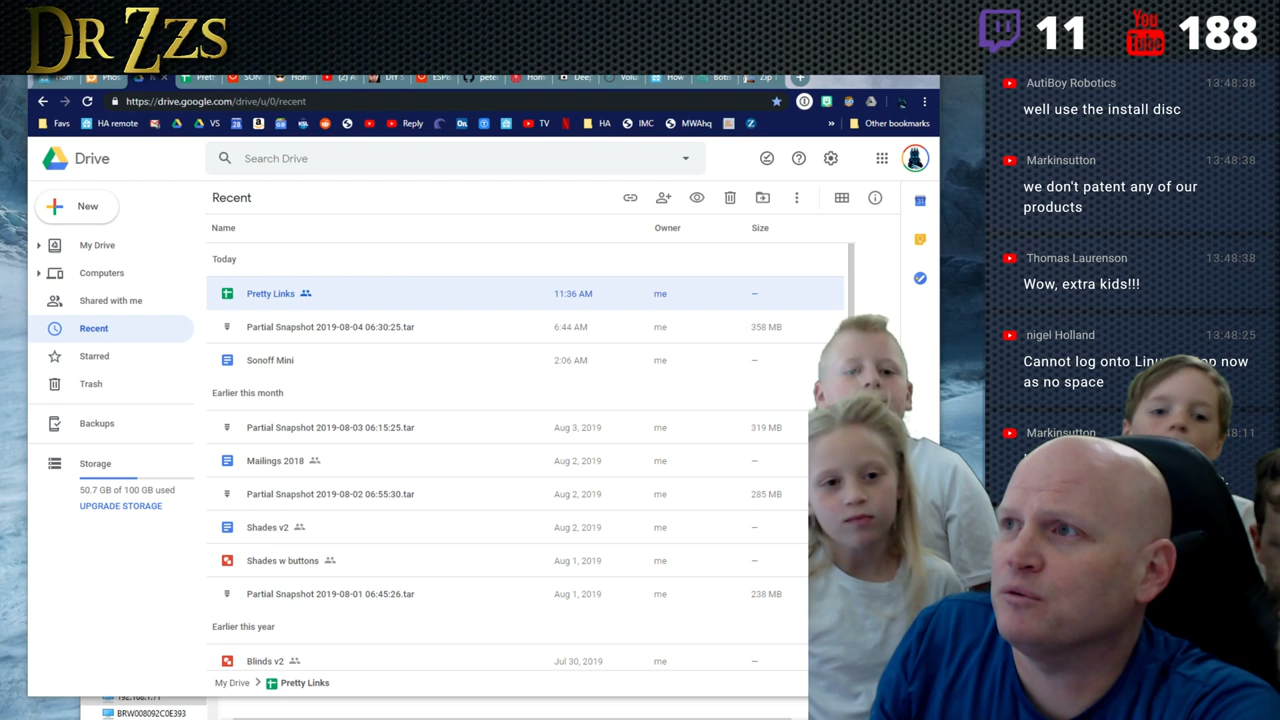 DR ZZS
11
You
Tube
188
https://drive.google.com/drive/u/0/recent
Favs
HA remote
VS
Reply
TV
HA
IMC
MWAhq
Other bookmarks
Drive
Search Drive
New
My Drive
Computers
Shared with me
Recent
Starred
Trash
Backups
Storage
50.7 GB of 100 GB used
UPGRADE STORAGE
Recent
Name Owner Size
Today
Pretty Links 11:36 AM me –
Partial Snapshot 2019-08-04 06:30:25.tar 6:44 AM me 358 MB
Sonoff Mini 2:06 AM me –
Earlier this month
Partial Snapshot 2019-08-03 06:15:25.tar Aug 3, 2019 me 319 MB
Mailings 2018 Aug 2, 2019 me –
Partial Snapshot 2019-08-02 06:55:30.tar Aug 2, 2019 me 285 MB
Shades v2 Aug 2, 2019 me –
Shades w buttons Aug 1, 2019 me –
Partial Snapshot 2019-08-01 06:45:26.tar Aug 1, 2019 me 238 MB
Earlier this year
Blinds v2 Jul 30, 2019 me –
My Drive > Pretty Links
BRW008092C0E393
AutiBoy Robotics 13:48:38
well use the install disc
Markinsutton 13:48:38
we don't patent any of our
products
Thomas Laurenson 13:48:38
Wow, extra kids!!!
nigel Holland 13:48:25
Cannot log onto now
as no space
Markinsutton